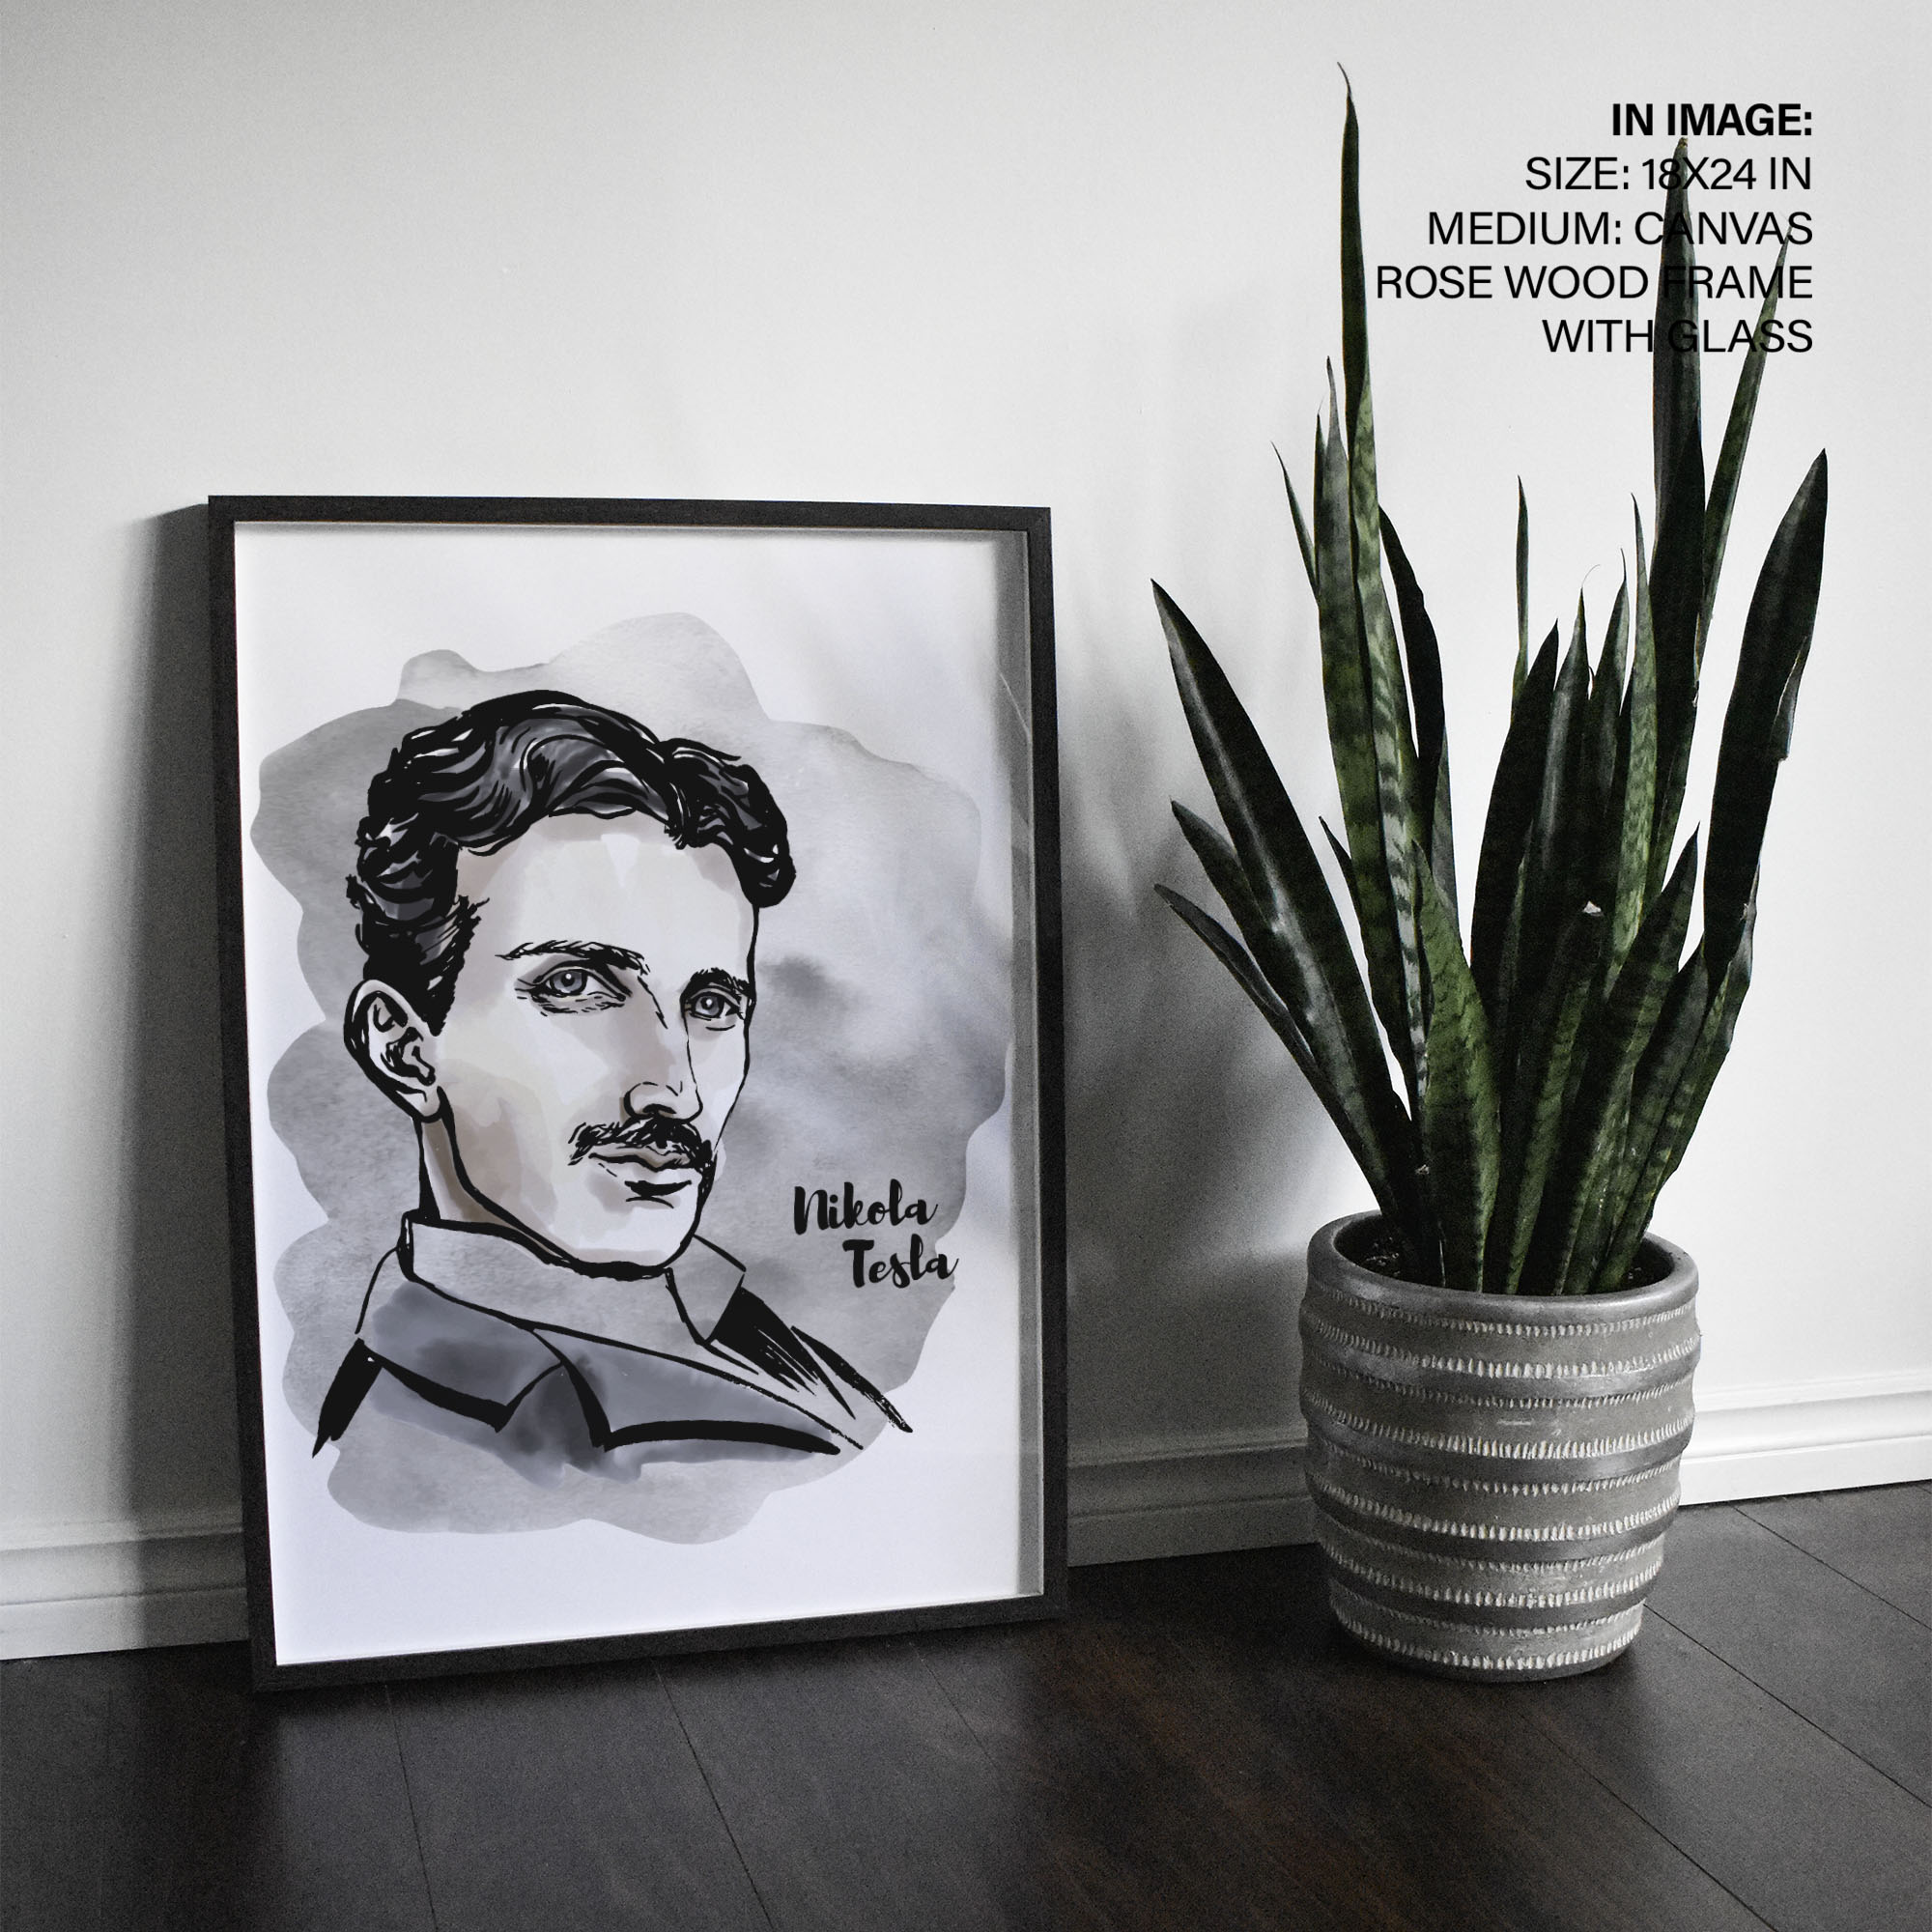 IN IMAGE:
SIZE: 18X24 IN
MEDIUM: CANVAS
ROSE WOOD FRAME
WITH GLASS
Nikola
Tesla